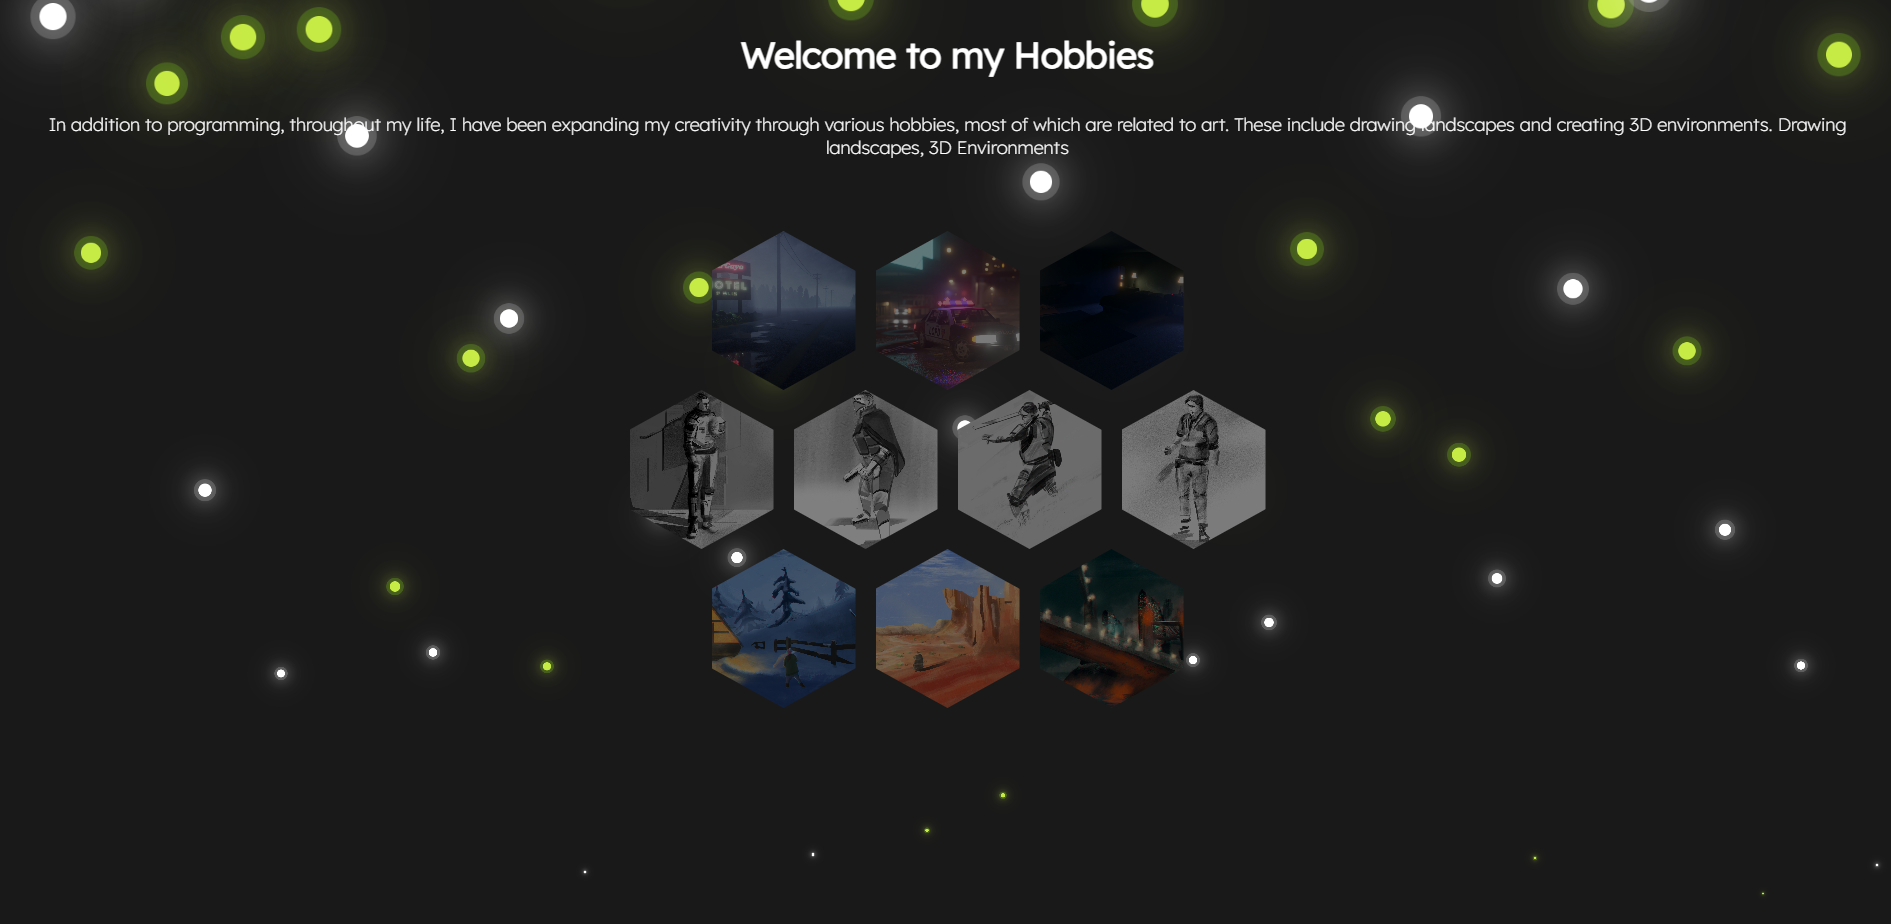 Welcome to my Hobbies
In addition to programming, throughout my life, I have been expanding my creativity through various hobbies, most of which are related to art. These include drawing landscapes and creating 3D environments. Drawing
landscapes, 3D Environments